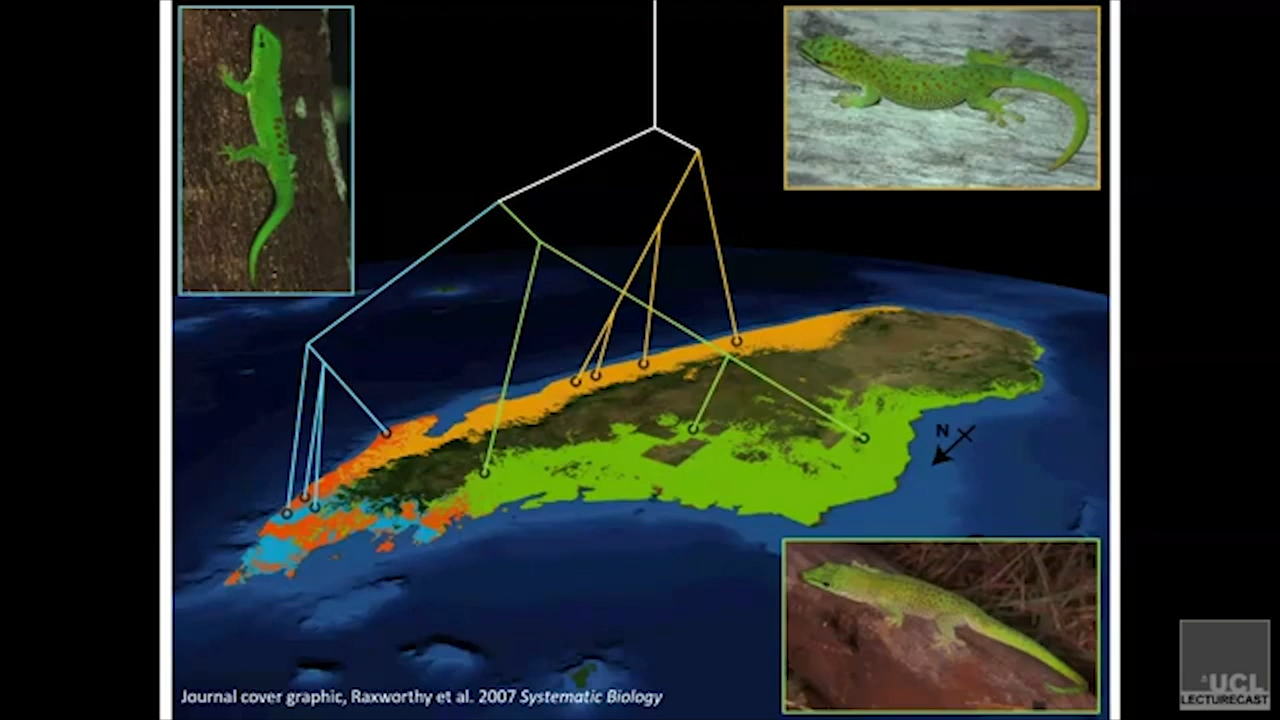 N
Journal cover graphic, Raxworthy et al. 2007 Systematic Biology
UCL
LECTURECAST